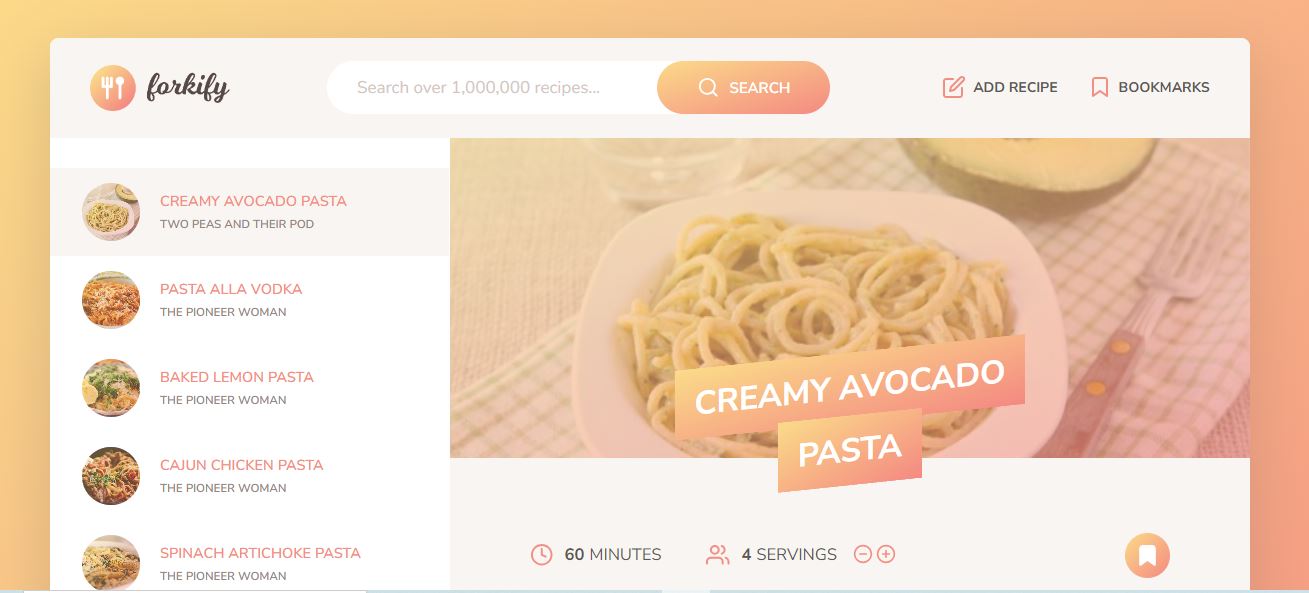 forkify
Search over 1,000,000 recipes...
SEARCH
ADD RECIPE
BOOKMARKS
CREAMY AVOCADO PASTA
TWO PEAS AND THEIR POD
PASTA ALLA VODKA
THE PIONEER WOMAN
BAKED LEMON PASTA
THE PIONEER WOMAN
CAJUN CHICKEN PASTA
THE PIONEER WOMAN
SPINACH ARTICHOKE PASTA
THE PIONEER WOMAN
CREAMY AVOCADO
PASTA
60 MINUTES
4 SERVINGS